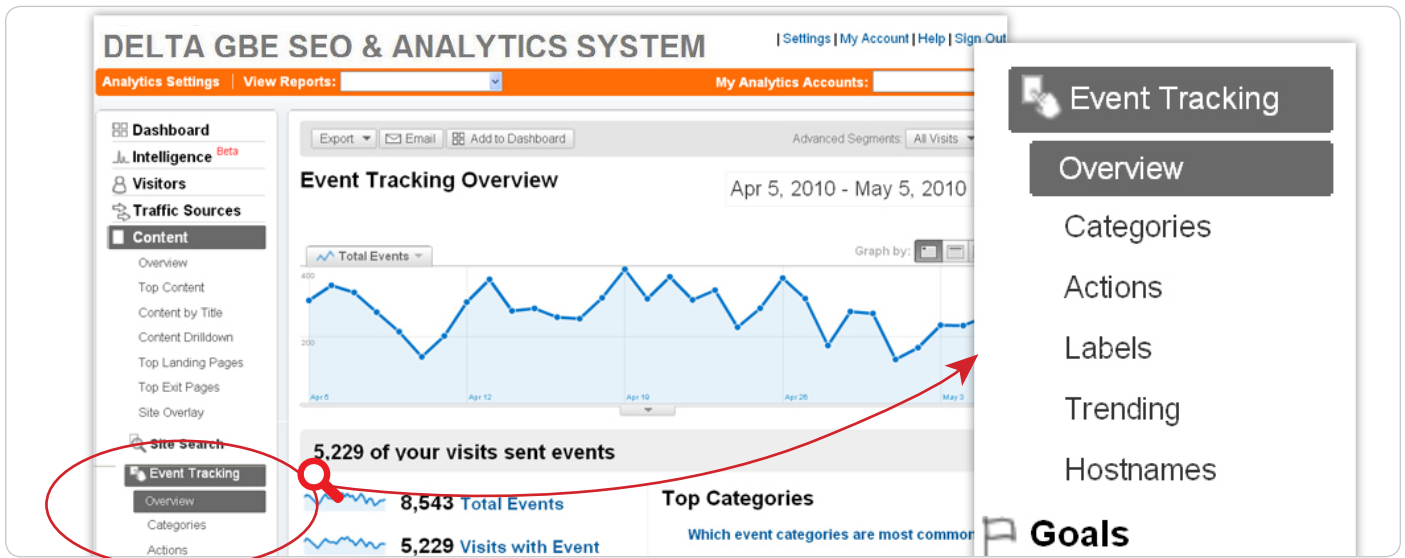 DELTA GBE SEO & ANALYTICS SYSTEM
| Settings | My Account | Help | Sign Out
Analytics Settings | View Reports:
My Analytics Accounts:
Dashboard
Intelligence Beta
Visitors
Traffic Sources
Content
Overview
Top Content
Content by Title
Content Drilldown
Top Landing Pages
Top Exit Pages
Site Overlay
Site Search
Event Tracking
Overview
Categories
Actions
Export
Email
Add to Dashboard
Advanced Segments: All Visits
Event Tracking Overview
Apr 5, 2010 - May 5, 2010
Total Events
Graph by:
400
200
Apr 5
Apr 12
Apr 19
Apr 26
May 3
5,229 of your visits sent events
8,543 Total Events
5,229 Visits with Event
Top Categories
Which event categories are most common
Event Tracking
Overview
Categories
Actions
Labels
Trending
Hostnames
Goals